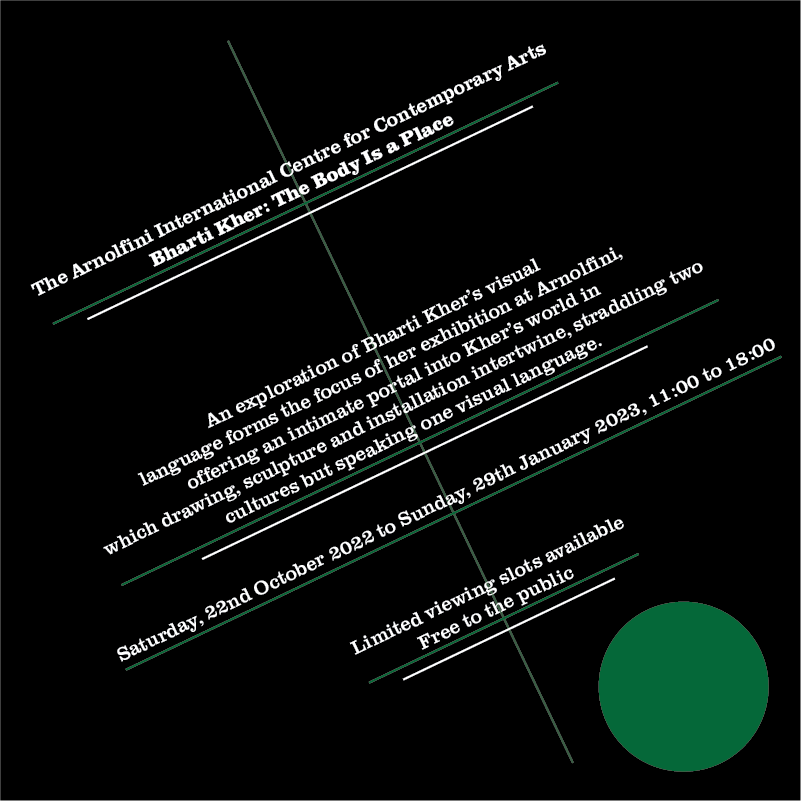 The Arnolfini International Centre for Contemporary Arts
Bharti Kher: The Body Is a Place
An exploration of Bharti Kher’s visual
language forms the focus of her exhibition at Arnolfini,
offering an intimate portal into Kher’s world in
which drawing, sculpture and installation intertwine, straddling two
cultures but speaking one visual language.
Saturday, 22nd October 2022 to Sunday, 29th January 2023, 11:00 to 18:00
Limited viewing slots available
Free to the public